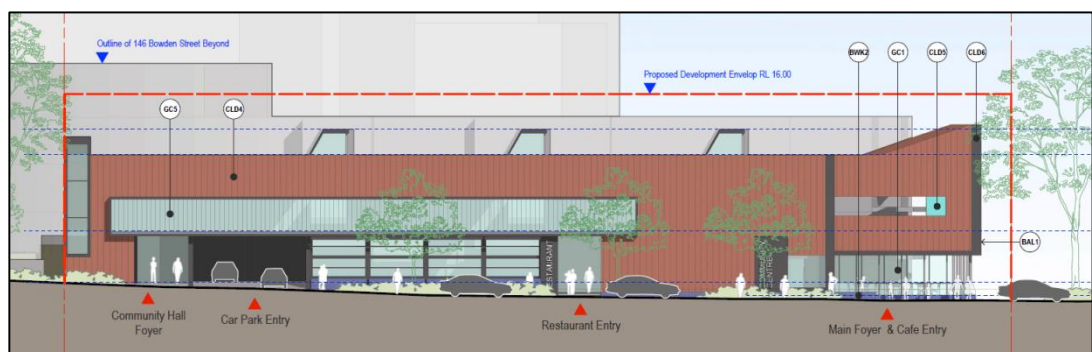 Outline of 146 Bowden Street Beyond
Proposed Development Envelop RL 16.00
BWK2
GC1
CLD5
CLD6
GC5
CLD4
BAL1
Community Hall
Foyer
Car Park Entry
Restaurant Entry
Main Foyer & Cafe Entry